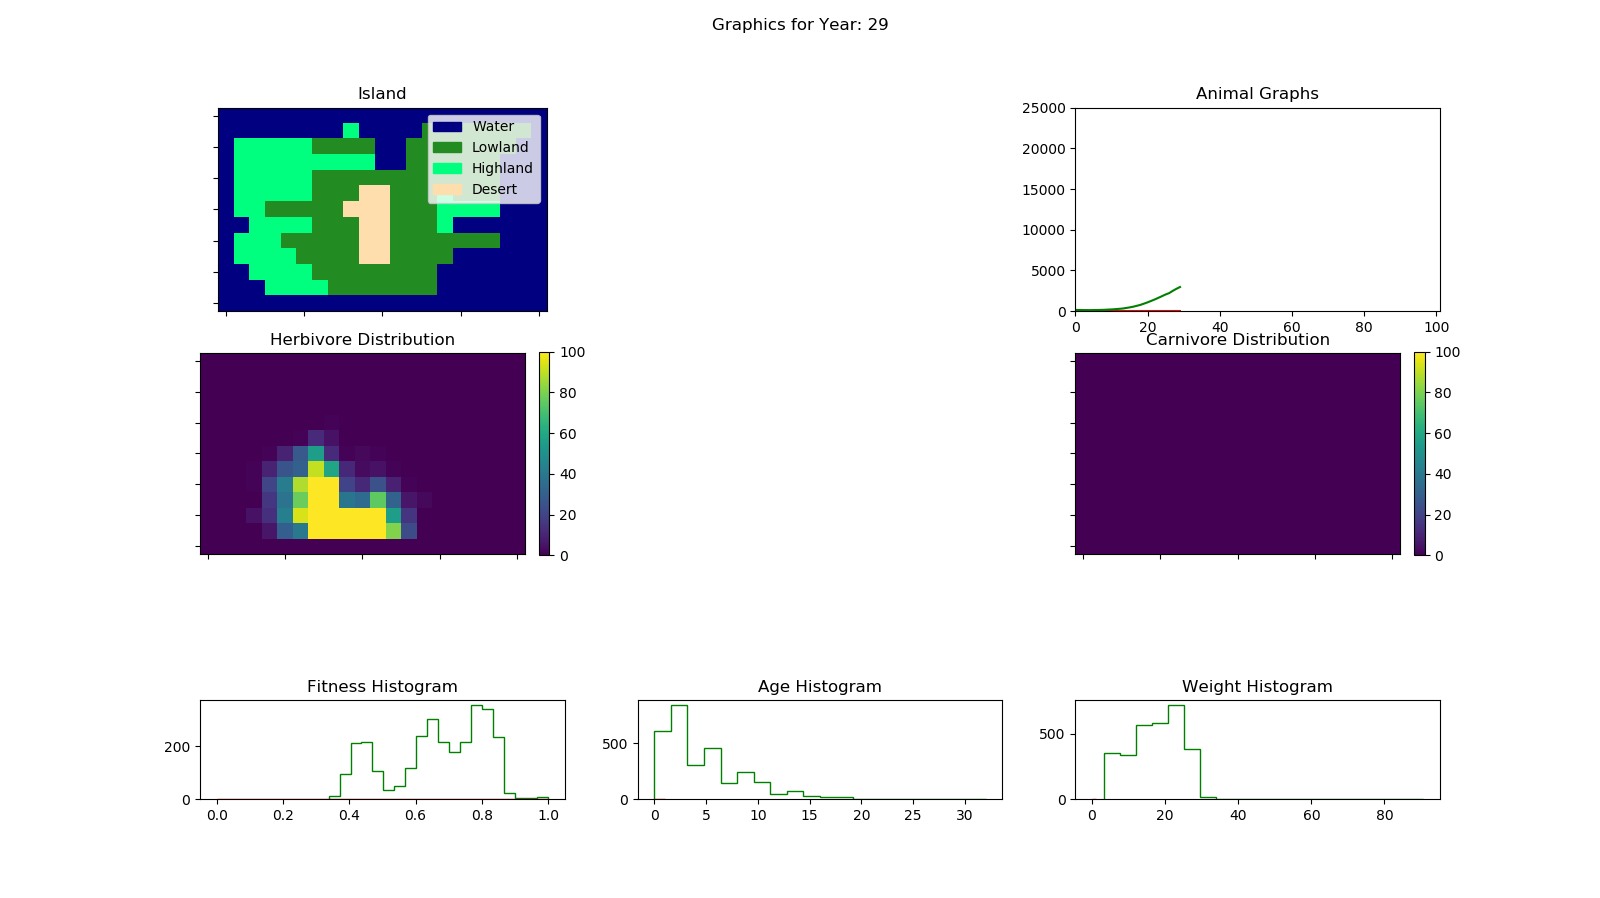 Graphics for Year: 29
Island
Water
Lowland
Highland
Desert
Animal Graphs
25000
20000
15000
10000
5000
0
0 20 40 60 80 100
Herbivore Distribution
100
80
60
40
20
0
Carnivore Distribution
100
80
60
40
20
0
Fitness Histogram
200
0
0.0 0.2 0.4 0.6 0.8 1.0
Age Histogram
500
0
0 5 10 15 20 25 30
Weight Histogram
500
0
0 20 40 60 80